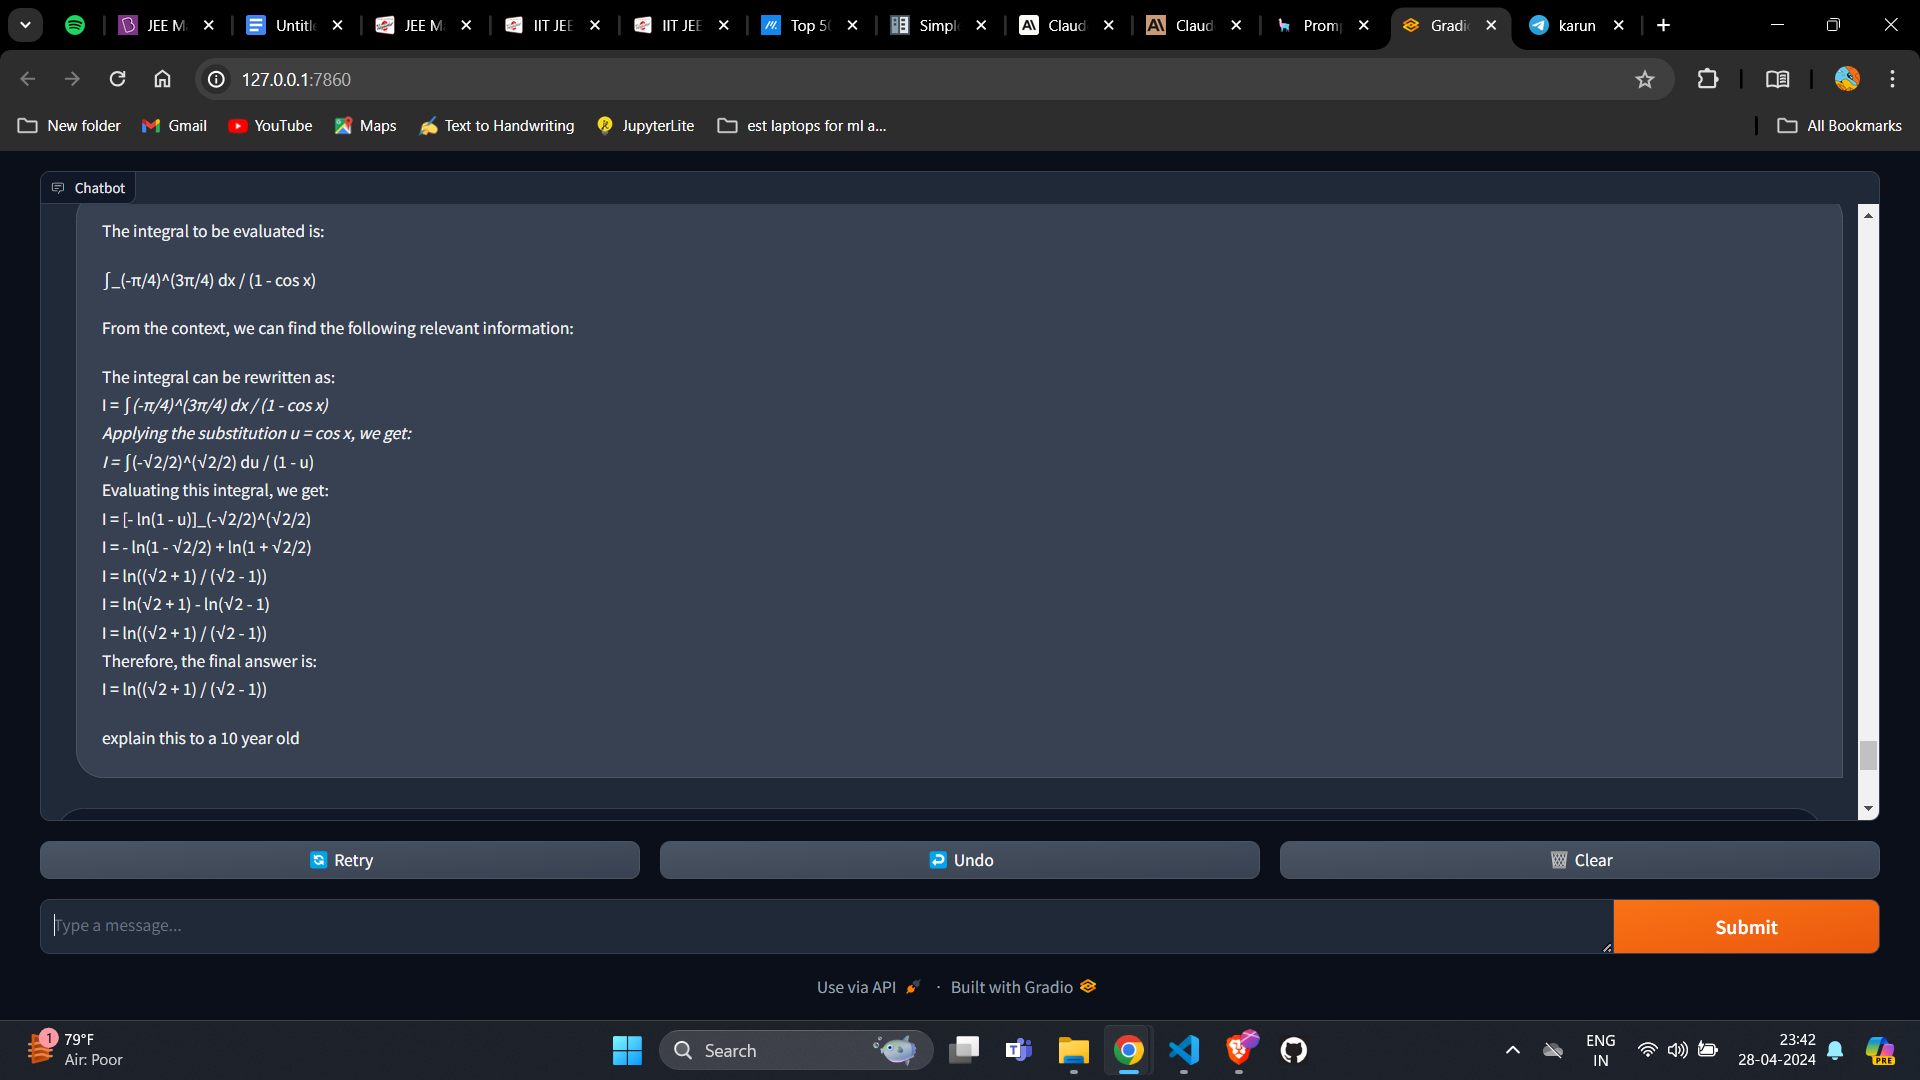 JEE M
Untitl
JEE M
IIT JEE
IIT JEE
Top 50
Simple
Claud
Claud
Promp
Gradio
karun
127.0.0.1:7860
New folder
Gmail
YouTube
Maps
Text to Handwriting
JupyterLite
est laptops for ml a...
All Bookmarks
Chatbot
The integral to be evaluated is:
∫_(-π/4)^(3π/4) dx / (1 - cos x)
From the context, we can find the following relevant information:
The integral can be rewritten as:
I = ∫(-π/4)^(3π/4) dx / (1 - cos x)
Applying the substitution u = cos x, we get:
I = ∫(-√2/2)^(√2/2) du / (1 - u)
Evaluating this integral, we get:
I = [- ln(1 - u)]_(-√2/2)^(√2/2)
I = - ln(1 - √2/2) + ln(1 + √2/2)
I = ln((√2 + 1) / (√2 - 1))
I = ln(√2 + 1) - ln(√2 - 1)
I = ln((√2 + 1) / (√2 - 1))
Therefore, the final answer is:
I = ln((√2 + 1) / (√2 - 1))
explain this to a 10 year old
Retry
Undo
Clear
Type a message...
Submit
Use via API
·
Built with Gradio
1
79°F
Air: Poor
Search
ENG
IN
23:42
28-04-2024
PRE